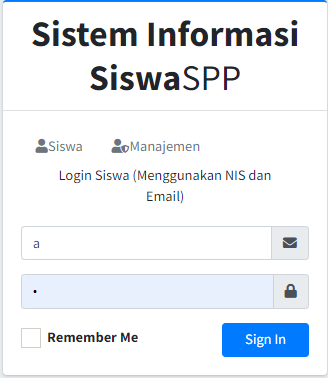 Sistem Informasi
SiswaSPP
Siswa Manajemen
Login Siswa (Menggunakan NIS dan
Email)
a
•
Remember Me Sign In